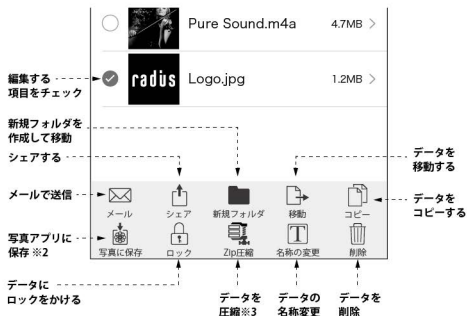 Pure Sound.m4a 4.7MB
編集する
項目をチェック
radius
Logo.jpg 1.2MB
新規フォルダを
作成して移動
シェアする
データを
移動する
メールで送信
メール シェア 新規フォルダ 移動 コピー
データを
コピーする
写真アプリに
保存 ※2
写真に保存 ロック Zip圧縮 名称の変更 削除
データに
ロックをかける
データを
圧縮※3
データの
名称変更
データを
削除